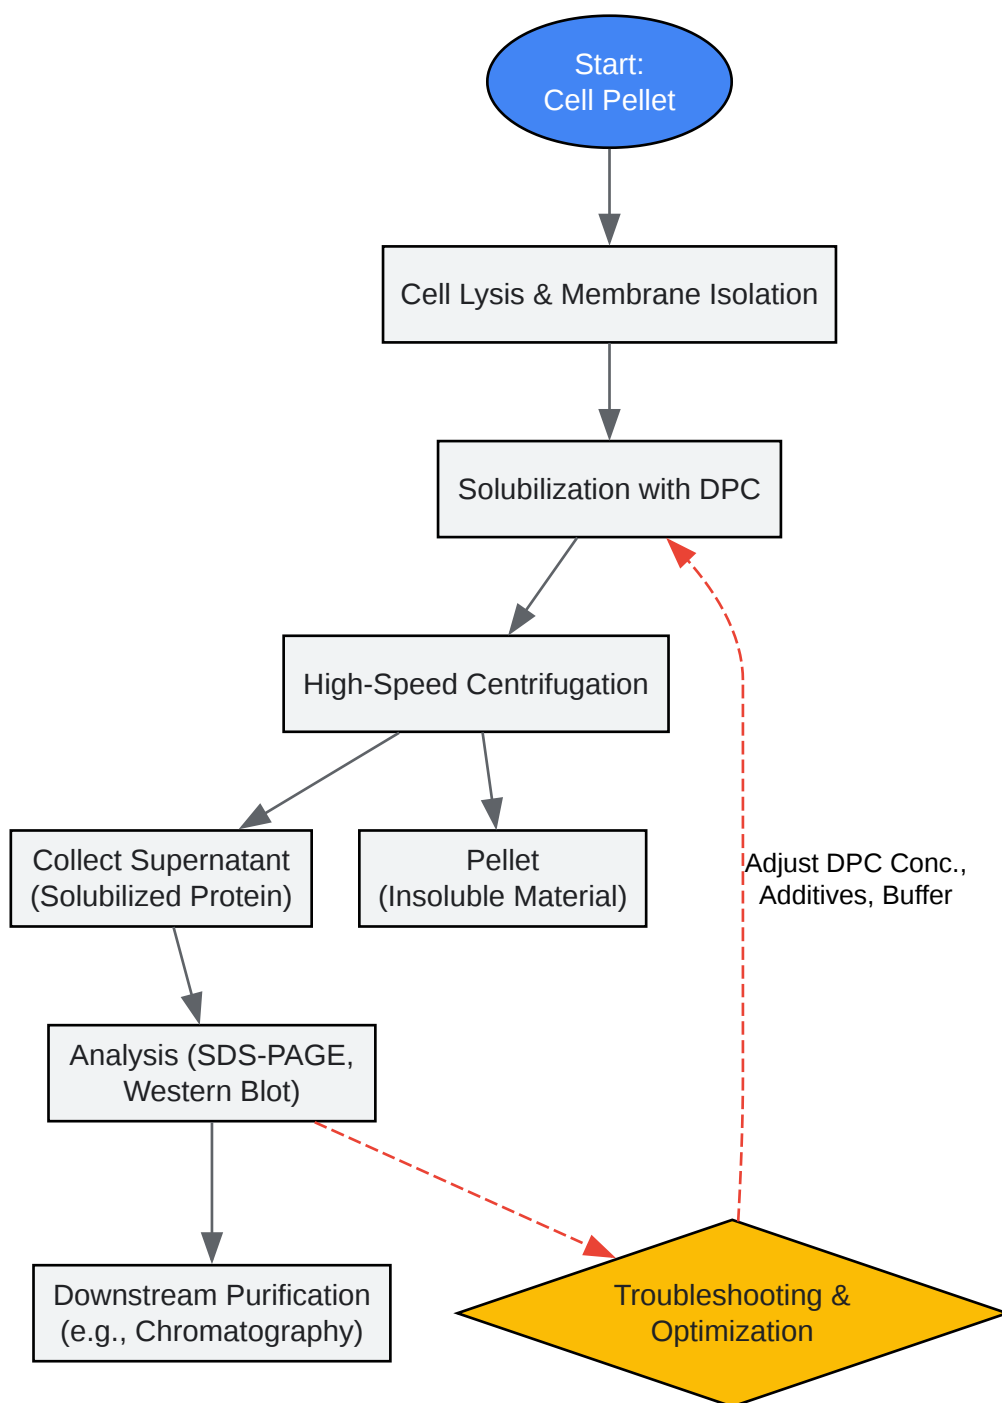 Start:
Cell Pellet
Cell Lysis & Membrane Isolation
Solubilization with DPC
High-Speed Centrifugation
Collect Supernatant
(Solubilized Protein)
Pellet
(Insoluble Material)
Adjust DPC Conc.,
Additives, Buffer
Analysis (SDS-PAGE,
Western Blot)
Downstream Purification
(e.g., Chromatography)
Troubleshooting &
Optimization